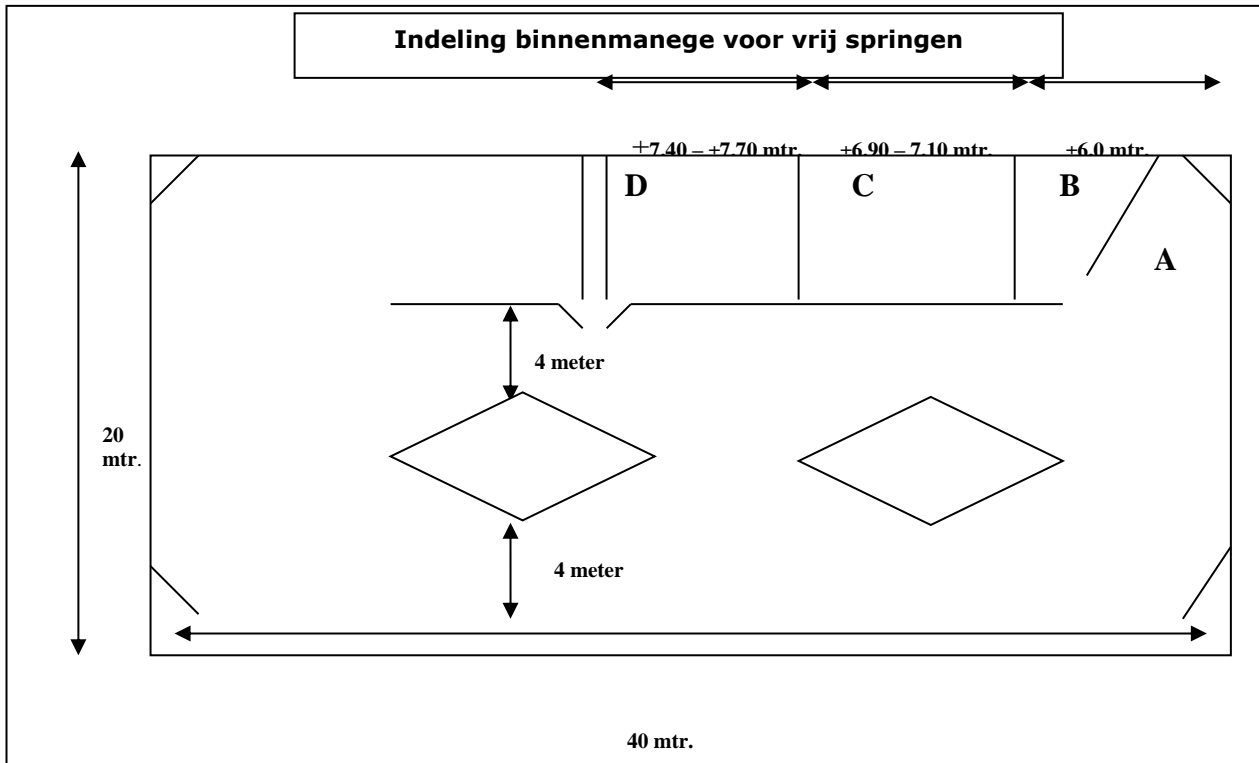 Indeling binnenmanege voor vrij springen
+7.40 – +7.70 mtr. +6.90 – 7.10 mtr. +6.0 mtr.
D C B
A
4 meter
20
mtr.
4 meter
40 mtr.